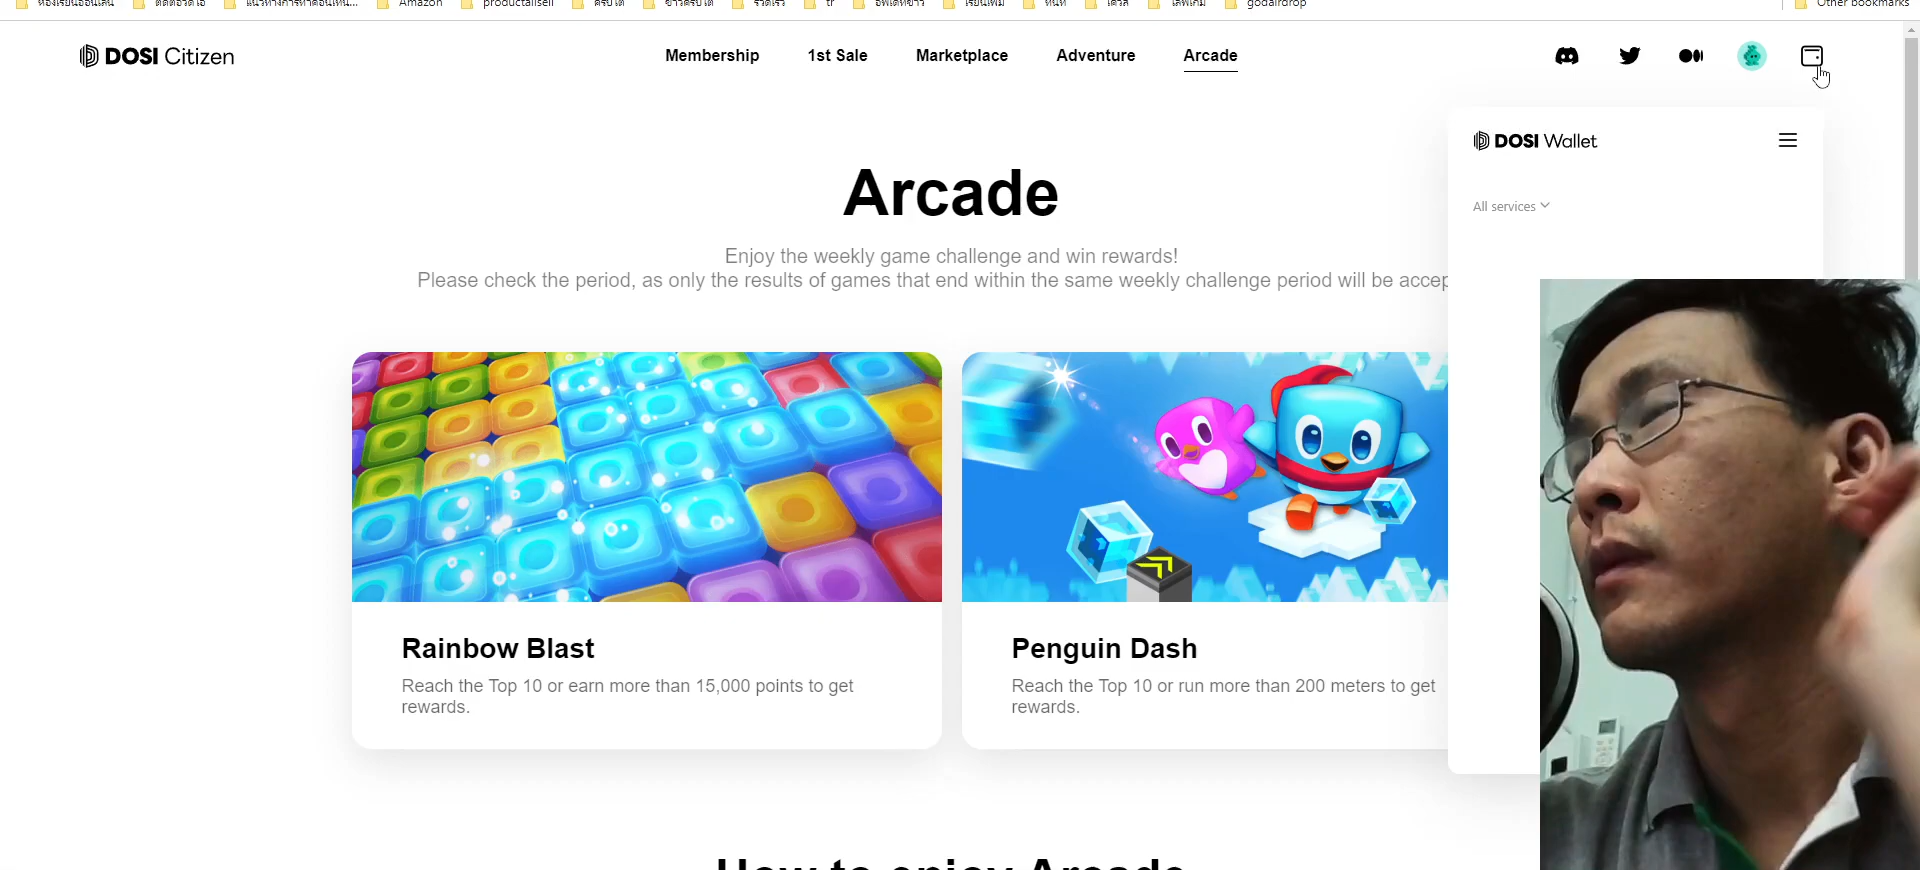 Amazon
productallsell
tr
godairdrop
Other bookmarks
DOSI Citizen
Membership
1st Sale
Marketplace
Adventure
Arcade
DOSI Wallet
All services
Arcade
Enjoy the weekly game challenge and win rewards!
Please check the period, as only the results of games that end within the same weekly challenge period will be accep
Rainbow Blast
Reach the Top 10 or earn more than 15,000 points to get
rewards.
Penguin Dash
Reach the Top 10 or run more than 200 meters to get
rewards.
How to enjoy Arcade